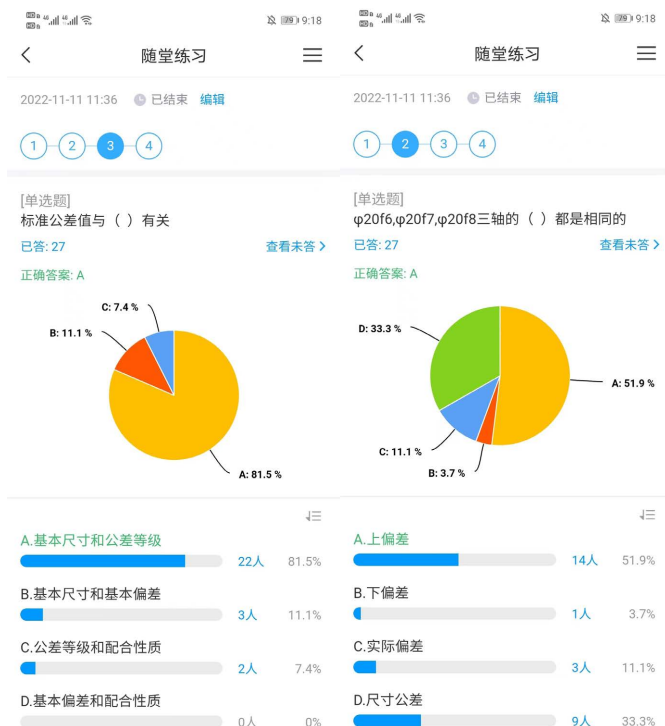 9:18
随堂练习
2022-11-11 11:36 已结束 编辑
1 2 3 4
[单选题]
标准公差值与（ ）有关
已答: 27 查看未答
正确答案: A
C: 7.4 %
B: 11.1 %
A: 81.5 %
A.基本尺寸和公差等级
22人 81.5%
B.基本尺寸和基本偏差
3人 11.1%
C.公差等级和配合性质
2人 7.4%
D.基本偏差和配合性质
0人 0%
9:18
随堂练习
2022-11-11 11:36 已结束 编辑
1 2 3 4
[单选题]
φ20f6,φ20f7,φ20f8三轴的（ ）都是相同的
已答: 27 查看未答
正确答案: A
D: 33.3 %
A: 51.9 %
C: 11.1 %
B: 3.7 %
A.上偏差
14人 51.9%
B.下偏差
1人 3.7%
C.实际偏差
3人 11.1%
D.尺寸公差
9人 33.3%